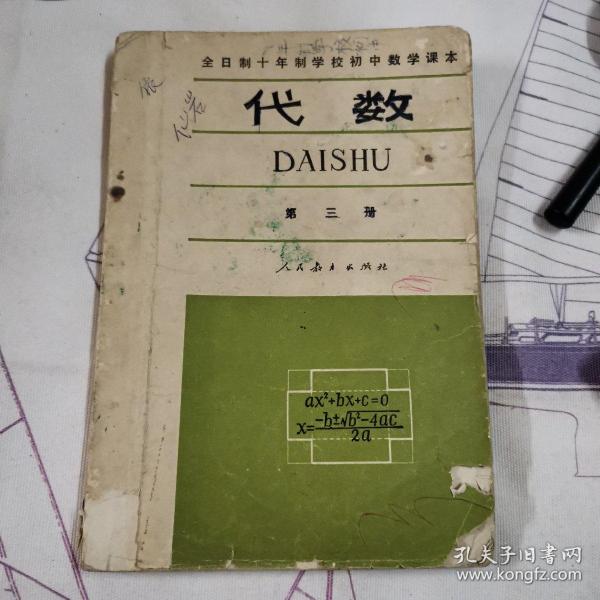 全日制十年制学校初中数学课本
代数
DAISHU
第三册
人民教育出版社
ax²+bx+c=0
x=-b±√b²-4ac
2a
孔夫子旧书网
www.kongfz.com